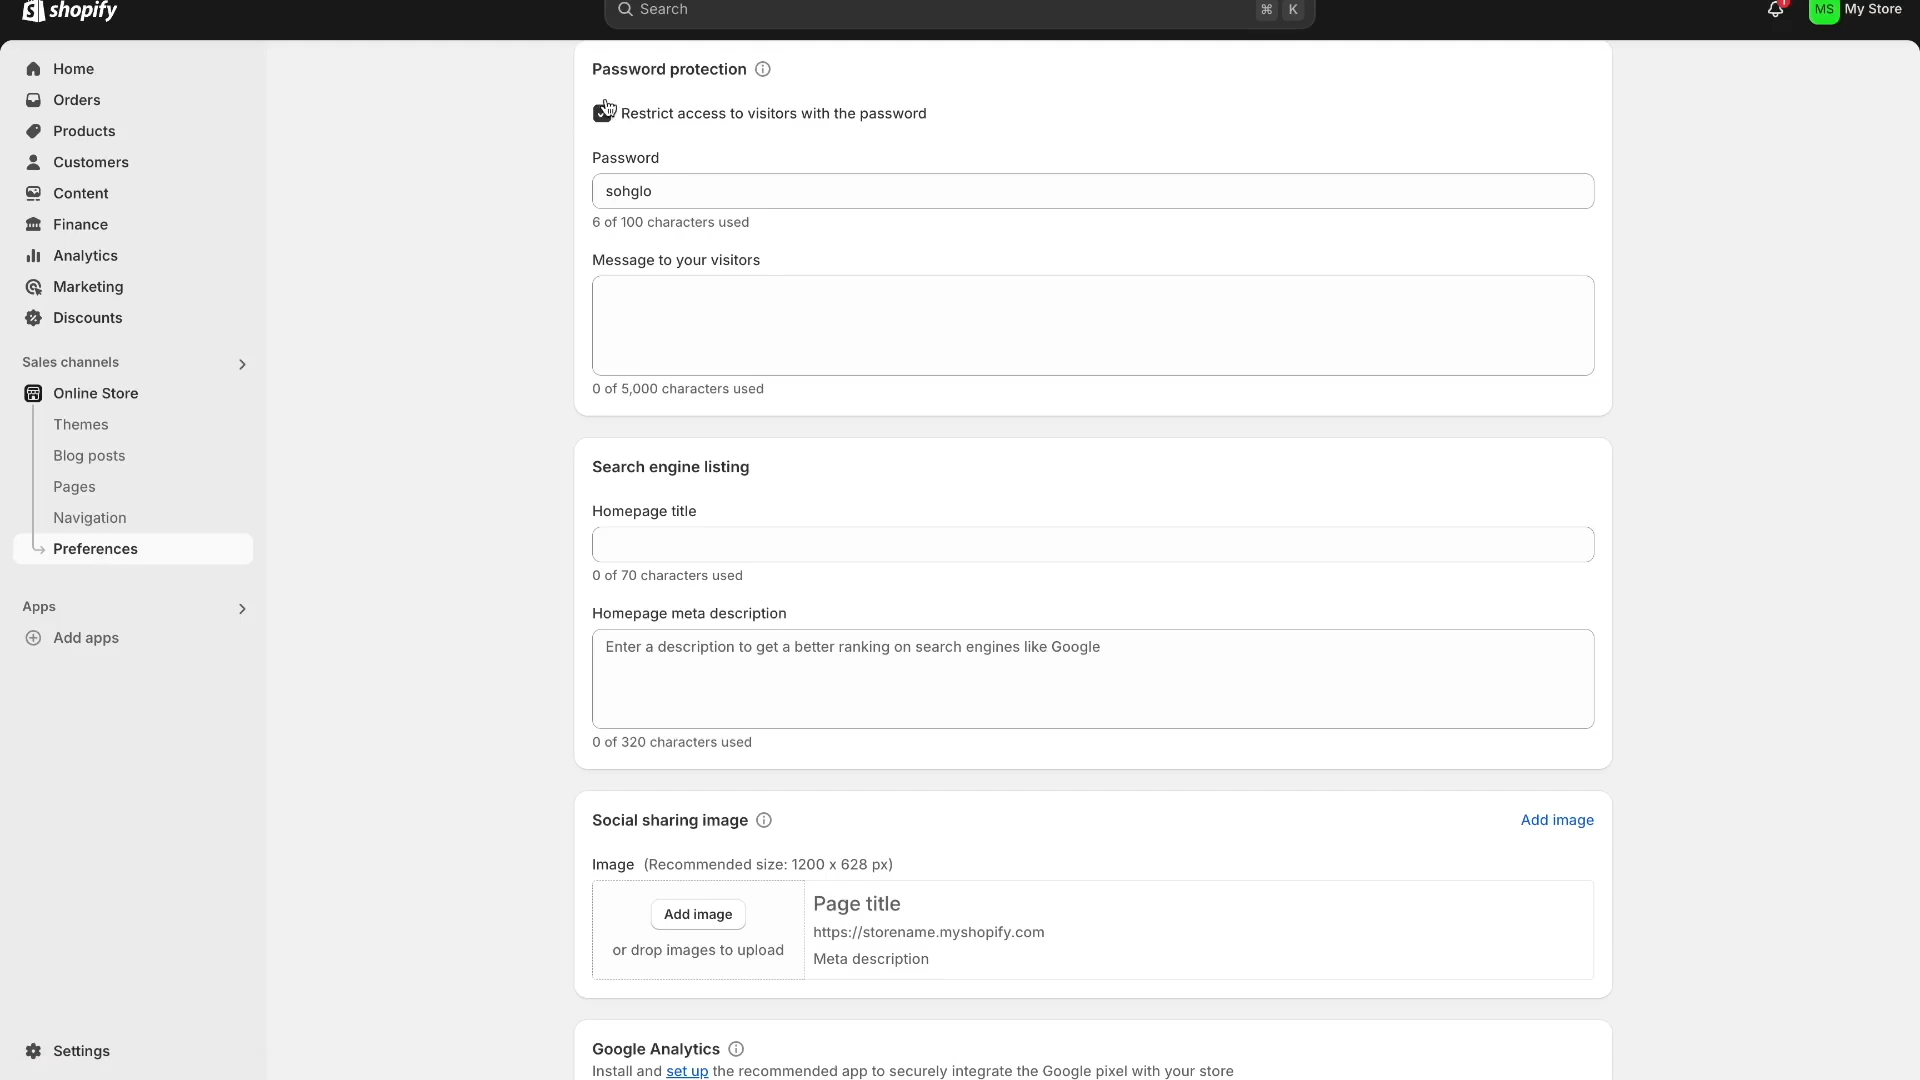 shopify
Search
⌘ K
MS My Store
Home
Orders
Products
Customers
Content
Finance
Analytics
Marketing
Discounts
Sales channels
Online Store
Themes
Blog posts
Pages
Navigation
Preferences
Apps
Add apps
Settings
Password protection
Restrict access to visitors with the password
Password
sohglo
6 of 100 characters used
Message to your visitors
0 of 5,000 characters used
Search engine listing
Homepage title
0 of 70 characters used
Homepage meta description
Enter a description to get a better ranking on search engines like Google
0 of 320 characters used
Social sharing image
Add image
Image (Recommended size: 1200 x 628 px)
Add image
or drop images to upload
Page title
https://storename.myshopify.com
Meta description
Google Analytics
Install and set up the recommended app to securely integrate the Google pixel with your store